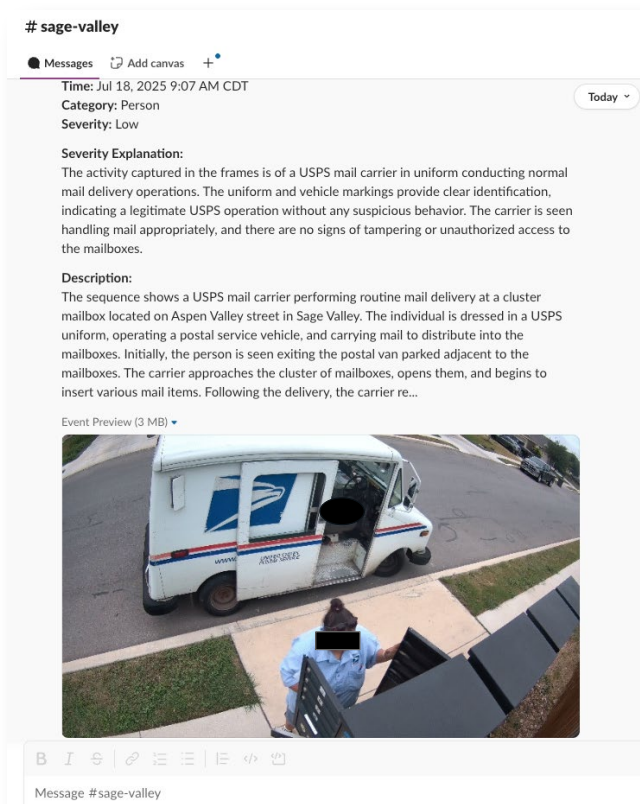 # sage-valley
Messages
Add canvas
+
Time: Jul 18, 2025 9:07 AM CDT
Today
Category: Person
Severity: Low
Severity Explanation:
The activity captured in the frames is of a USPS mail carrier in uniform conducting normal
mail delivery operations. The uniform and vehicle markings provide clear identification,
indicating a legitimate USPS operation without any suspicious behavior. The carrier is seen
handling mail appropriately, and there are no signs of tampering or unauthorized access to
the mailboxes.
Description:
The sequence shows a USPS mail carrier performing routine mail delivery at a cluster
mailbox located on Aspen Valley street in Sage Valley. The individual is dressed in a USPS
uniform, operating a postal service vehicle, and carrying mail to distribute into the
mailboxes. Initially, the person is seen exiting the postal van parked adjacent to the
mailboxes. The carrier approaches the cluster of mailboxes, opens them, and begins to
insert various mail items. Following the delivery, the carrier re...
Event Preview (3 MB)
www.
UNITED STATES
POSTAL SERVICE
B I S
Message #sage-valley